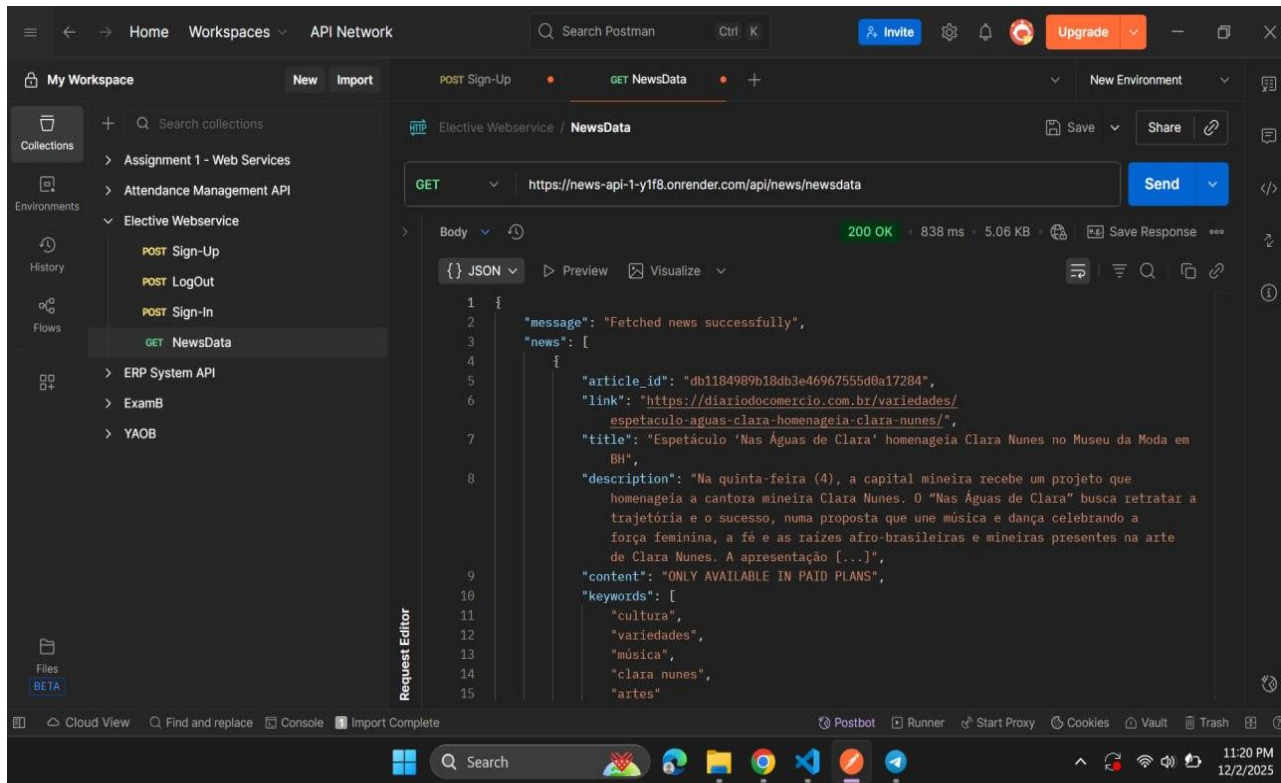 Home Workspaces API Network Search Postman Ctrl K Invite Upgrade
My Workspace New Import POST Sign-Up GET NewsData New Environment
Collections
Environments
History
Flows
Files
BETA
Search collections
Assignment 1 - Web Services
Attendance Management API
Elective Webservice
POST Sign-Up
POST LogOut
POST Sign-In
GET NewsData
ERP System API
ExamB
YAOB
HTTP Elective Webservice / NewsData Save Share
GET https://news-api-1-y1f8.onrender.com/api/news/newsdata Send
Body 200 OK 838 ms 5.06 KB e.g. Save Response
{} JSON Preview Visualize
Request Editor
1 {
2 "message": "Fetched news successfully",
3 "news": [
4 {
5 "article_id": "db1184989b18db3e46967555d0a17284",
6 "link": "https://diariodocomercio.com.br/variedades/
espetaculo-aguas-clara-homenageia-clara-nunes/",
7 "title": "Espetáculo ‘Nas Águas de Clara’ homenageia Clara Nunes no Museu da Moda em
BH",
8 "description": "Na quinta-feira (4), a capital mineira recebe um projeto que
homenageia a cantora mineira Clara Nunes. O “Nas Águas de Clara” busca retratar a
trajetória e o sucesso, numa proposta que une música e dança celebrando a
força feminina, a fé e as raízes afro-brasileiras e mineiras presentes na arte
de Clara Nunes. A apresentação [...]",
9 "content": "ONLY AVAILABLE IN PAID PLANS",
10 "keywords": [
11 "cultura",
12 "variedades",
13 "música",
14 "clara nunes",
15 "artes"
Cloud View Find and replace Console 1 Import Complete Postbot Runner Start Proxy Cookies Vault Trash
Search
11:20 PM
12/2/2025